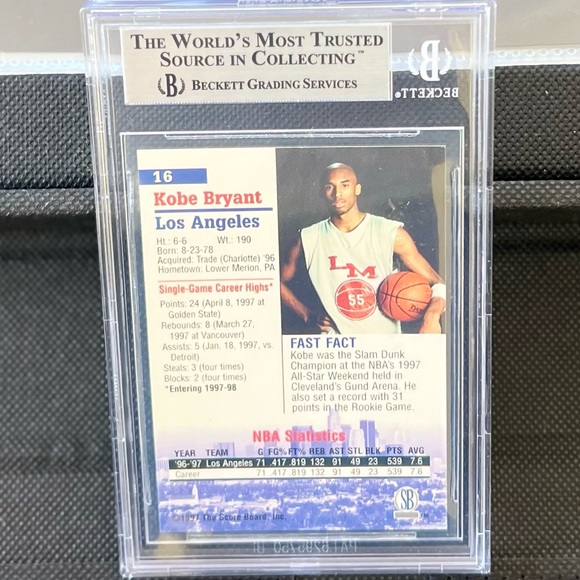 THE WORLD'S MOST TRUSTED
SOURCE IN COLLECTING™
B BECKETT GRADING SERVICES
B
BECKETT®
16
Kobe Bryant
Los Angeles
Ht.: 6-6 Wt.: 190
Born: 8-23-78
Acquired: Trade (Charlotte) '96
Hometown: Lower Merion, PA
Single-Game Career Highs*
Points: 24 (April 8, 1997 at
Golden State)
Rebounds: 8 (March 27,
1997 at Vancouver)
Assists: 5 (Jan. 18, 1997, vs.
Detroit)
Steals: 3 (four times)
Blocks: 2 (four times)
*Entering 1997-98
LM
55
FAST FACT
Kobe was the Slam Dunk
Champion at the NBA's 1997
All-Star Weekend held in
Cleveland's Gund Arena. He
also set a record with 31
points in the Rookie Game.
NBA Statistics
YEAR TEAM G FG% FT% REB AST STL BLK PTS AVG
'96-'97 Los Angeles 71 .417 .819 132 91 49 23 539 7.6
Career 71 .417 .819 132 91 49 23 539 7.6
©1997 The Score Board, Inc.
SB
TM